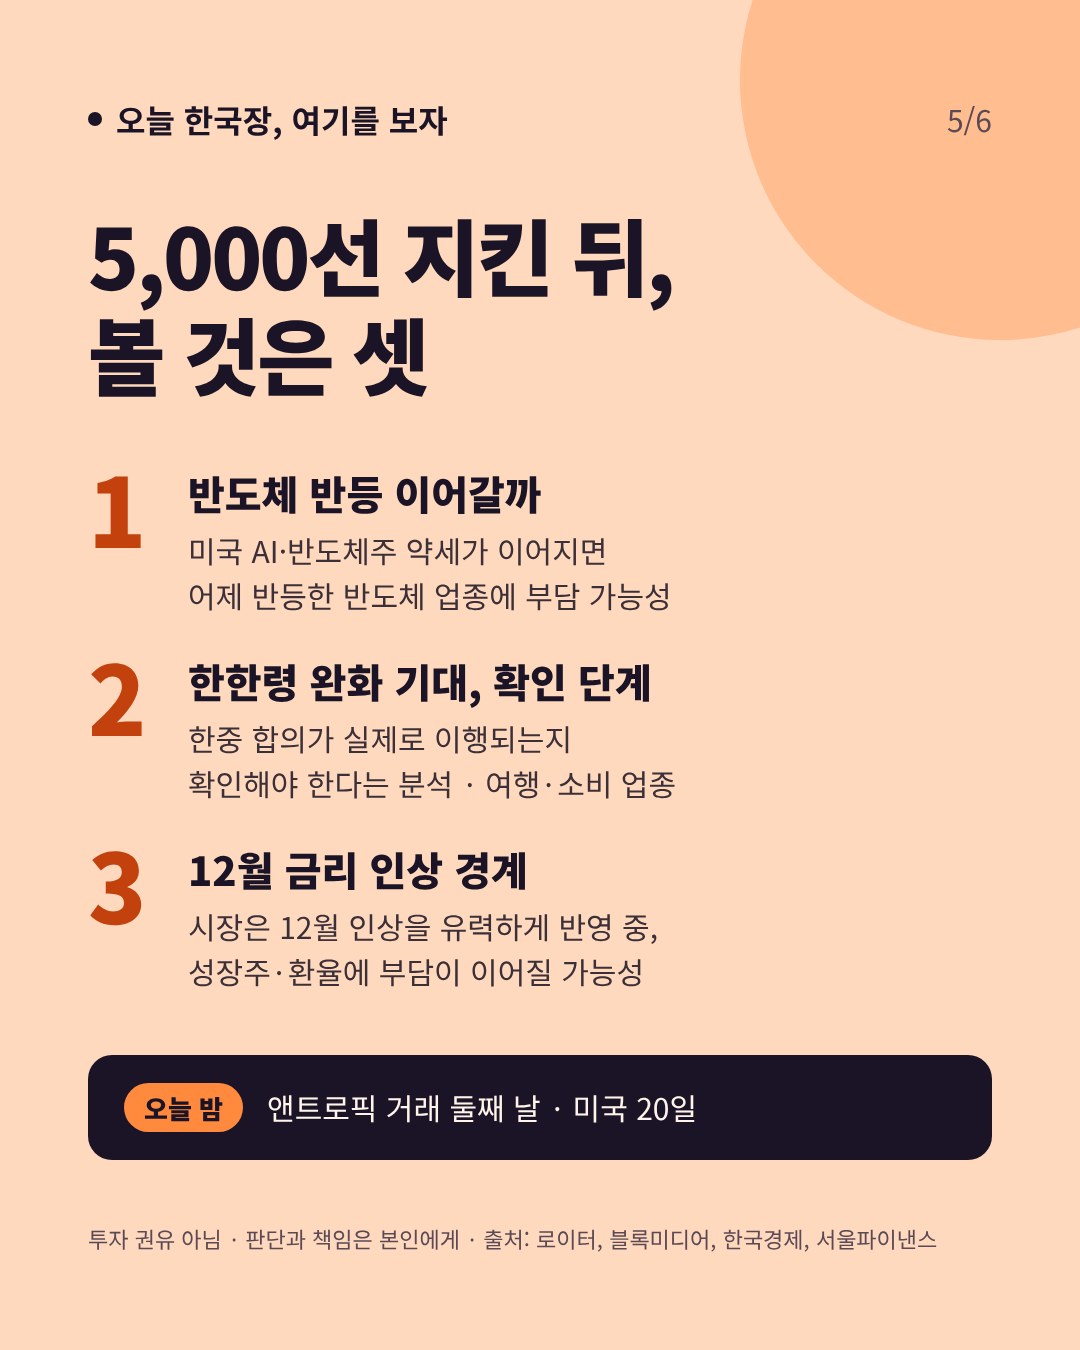 • 오늘 한국장, 여기를 보자
5/6
5,000선 지킨 뒤,
볼 것은 셋
1
반도체 반등 이어갈까
미국 AI·반도체주 약세가 이어지면
어제 반등한 반도체 업종에 부담 가능성
2
한한령 완화 기대, 확인 단계
한중 합의가 실제로 이행되는지
확인해야 한다는 분석 · 여행·소비 업종
3
12월 금리 인상 경계
시장은 12월 인상을 유력하게 반영 중,
성장주·환율에 부담이 이어질 가능성
오늘 밤 앤트로픽 거래 둘째 날 · 미국 20일
투자 권유 아님 · 판단과 책임은 본인에게 · 출처: 로이터, 블록미디어, 한국경제, 서울파이낸스